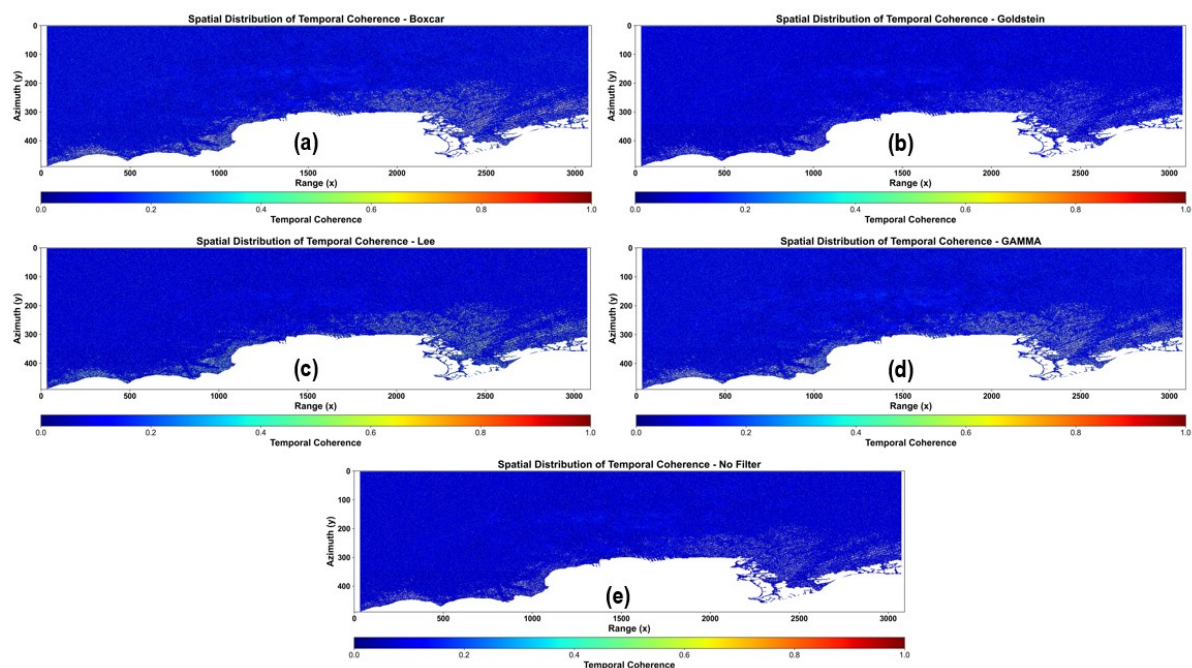 Spatial Distribution of Temporal Coherence - Boxcar
0
100
200
300
400
Azimuth (y)
(a)
0 500 1000 1500 2000 2500 3000
Range (x)
0.0 0.2 0.4 0.6 0.8 1.0
Temporal Coherence
Spatial Distribution of Temporal Coherence - Goldstein
0
100
200
300
400
Azimuth (y)
(b)
0 500 1000 1500 2000 2500 3000
Range (x)
0.0 0.2 0.4 0.6 0.8 1.0
Temporal Coherence
Spatial Distribution of Temporal Coherence - Lee
0
100
200
300
400
Azimuth (y)
(c)
0 500 1000 1500 2000 2500 3000
Range (x)
0.0 0.2 0.4 0.6 0.8 1.0
Temporal Coherence
Spatial Distribution of Temporal Coherence - GAMMA
0
100
200
300
400
Azimuth (y)
(d)
0 500 1000 1500 2000 2500 3000
Range (x)
0.0 0.2 0.4 0.6 0.8 1.0
Temporal Coherence
Spatial Distribution of Temporal Coherence - No Filter
0
100
200
300
400
Azimuth (y)
(e)
0 500 1000 1500 2000 2500 3000
Range (x)
0.0 0.2 0.4 0.6 0.8 1.0
Temporal Coherence